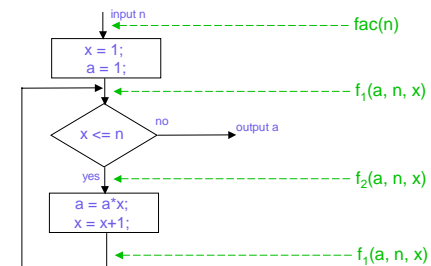 input n
fac(n)
x = 1;
a = 1;
f₁(a, n, x)
x <= n
no
output a
yes
f₂(a, n, x)
a = a*x;
x = x+1;
f₁(a, n, x)